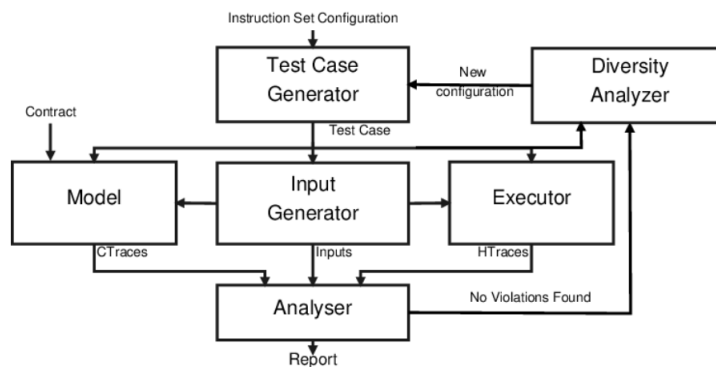 Instruction Set Configuration
Test Case
Generator
New
configuration
Diversity
Analyzer
Contract
Test Case
Model
Input
Generator
Executor
CTraces
Inputs
HTraces
Analyser
No Violations Found
Report